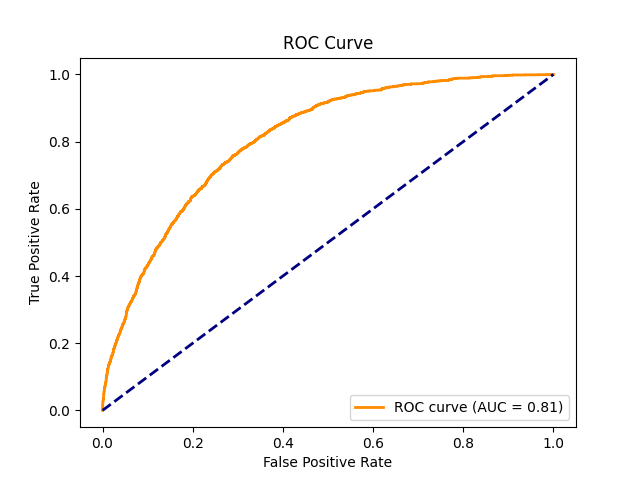 ROC Curve
True Positive Rate
1.0
0.8
0.6
0.4
0.2
0.0
ROC curve (AUC = 0.81)
0.0 0.2 0.4 0.6 0.8 1.0
False Positive Rate